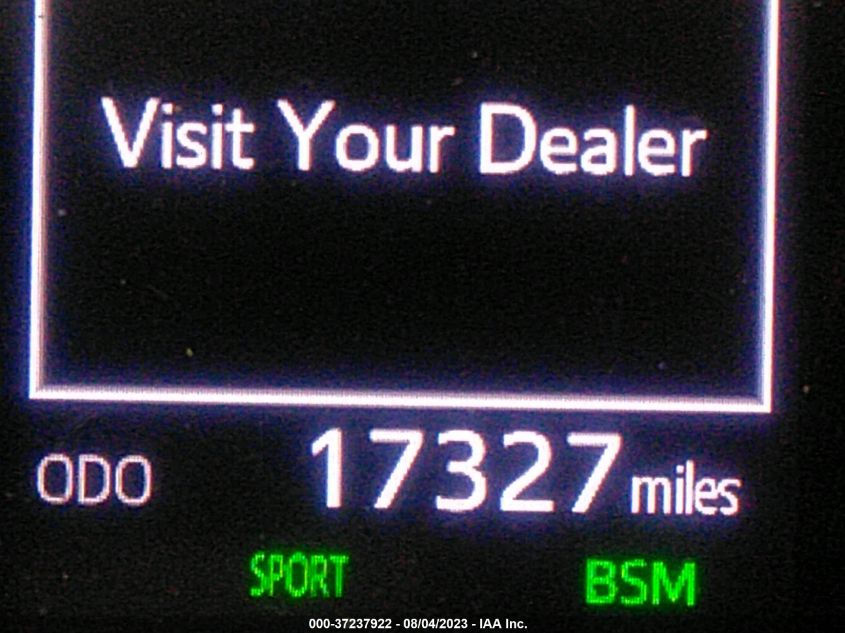 Visit Your Dealer
ODO 17327 miles
SPORT BSM
000-37237922 - 08/04/2023 - IAA Inc.